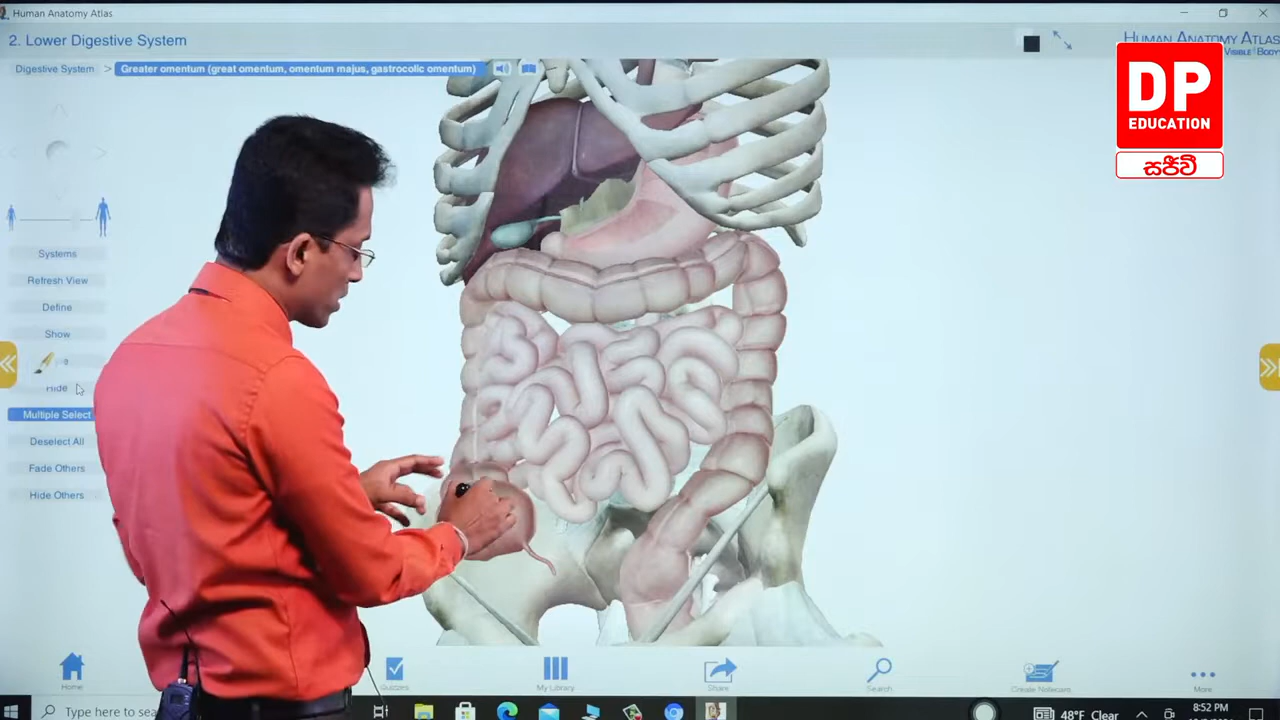 Human Anatomy Atlas
2. Lower Digestive System
HUMAN ANATOMY ATLAS
Digestive System > Greater omentum (great omentum, omentum majus, gastrocolic omentum)
DP
EDUCATION
සජීවී
Systems
Refresh View
Define
Show
Hide
Multiple Select
Deselect All
Fade Others
Hide Others
Home
Quizzes
My Library
Share
Search
Create Notecard
More
Type here to sea
48°F Clear
8:52 PM